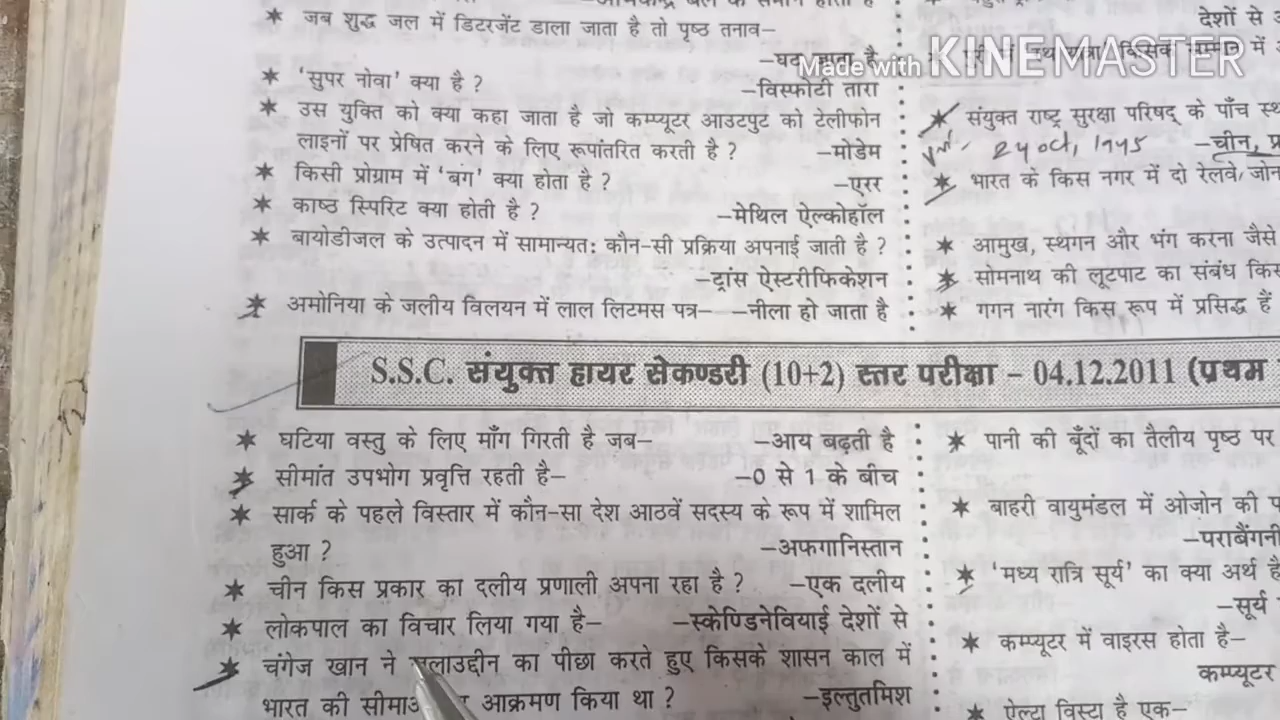 ★ जब शुद्ध जल में डिटरजेंट डाला जाता है तो पृष्ठ तनाव–
है
★ 'सुपर नोवा' क्या है ?
–विस्फोटी तारा
★ उस युक्ति को क्या कहा जाता है जो कम्प्यूटर आउटपुट को टेलीफोन
लाइनों पर प्रेषित करने के लिए रूपांतरित करती है ? –मोडेम
★ किसी प्रोग्राम में 'बग' क्या होता है ? –एरर
★ काष्ठ स्पिरिट क्या होती है ? –मेथिल ऐल्कोहॉल
★ बायोडीजल के उत्पादन में सामान्यत: कौन-सी प्रक्रिया अपनाई जाती है ?
–ट्रांस ऐस्टरीफिकेशन
★ अमोनिया के जलीय विलयन में लाल लिटमस पत्र– –नीला हो जाता है
देशों से
Made with KINEMASTER
★ संयुक्त राष्ट्र सुरक्षा परिषद् के पाँच
24 Oct, 1945 –चीन,
★ भारत के किस नगर में दो रेलवे जोन
★ आमुख, स्थगन और भंग करना जैसे
★ सोमनाथ की लूटपाट का संबंध
★ गगन नारंग किस रूप में प्रसिद्ध हैं
S.S.C. संयुक्त हायर सेकण्डरी (10+2) स्तर परीक्षा – 04.12.2011 (प्रथम
★ घटिया वस्तु के लिए माँग गिरती है जब– –आय बढ़ती है
★ सीमांत उपभोग प्रवृत्ति रहती है– –0 से 1 के बीच
★ सार्क के पहले विस्तार में कौन-सा देश आठवें सदस्य के रूप में शामिल
हुआ ? –अफगानिस्तान
★ चीन किस प्रकार का दलीय प्रणाली अपना रहा है ? –एक दलीय
★ लोकपाल का विचार लिया गया है– –स्केण्डिनेवियाई देशों से
★ चंगेज खान ने का पीछा करते हुए किसके शासन काल में
भारत की आक्रमण किया था ? –इल्तुतमिश
★ पानी की बूँदों का तैलीय पृष्ठ पर
★ बाहरी वायुमंडल में ओजोन की
–पराबैंगनी
★ 'मध्य रात्रि सूर्य' का क्या अर्थ है
–सूर्य
★ कम्प्यूटर में वाइरस होता है–
कम्प्यूटर
★ ऐल्टा विस्टा है एक–